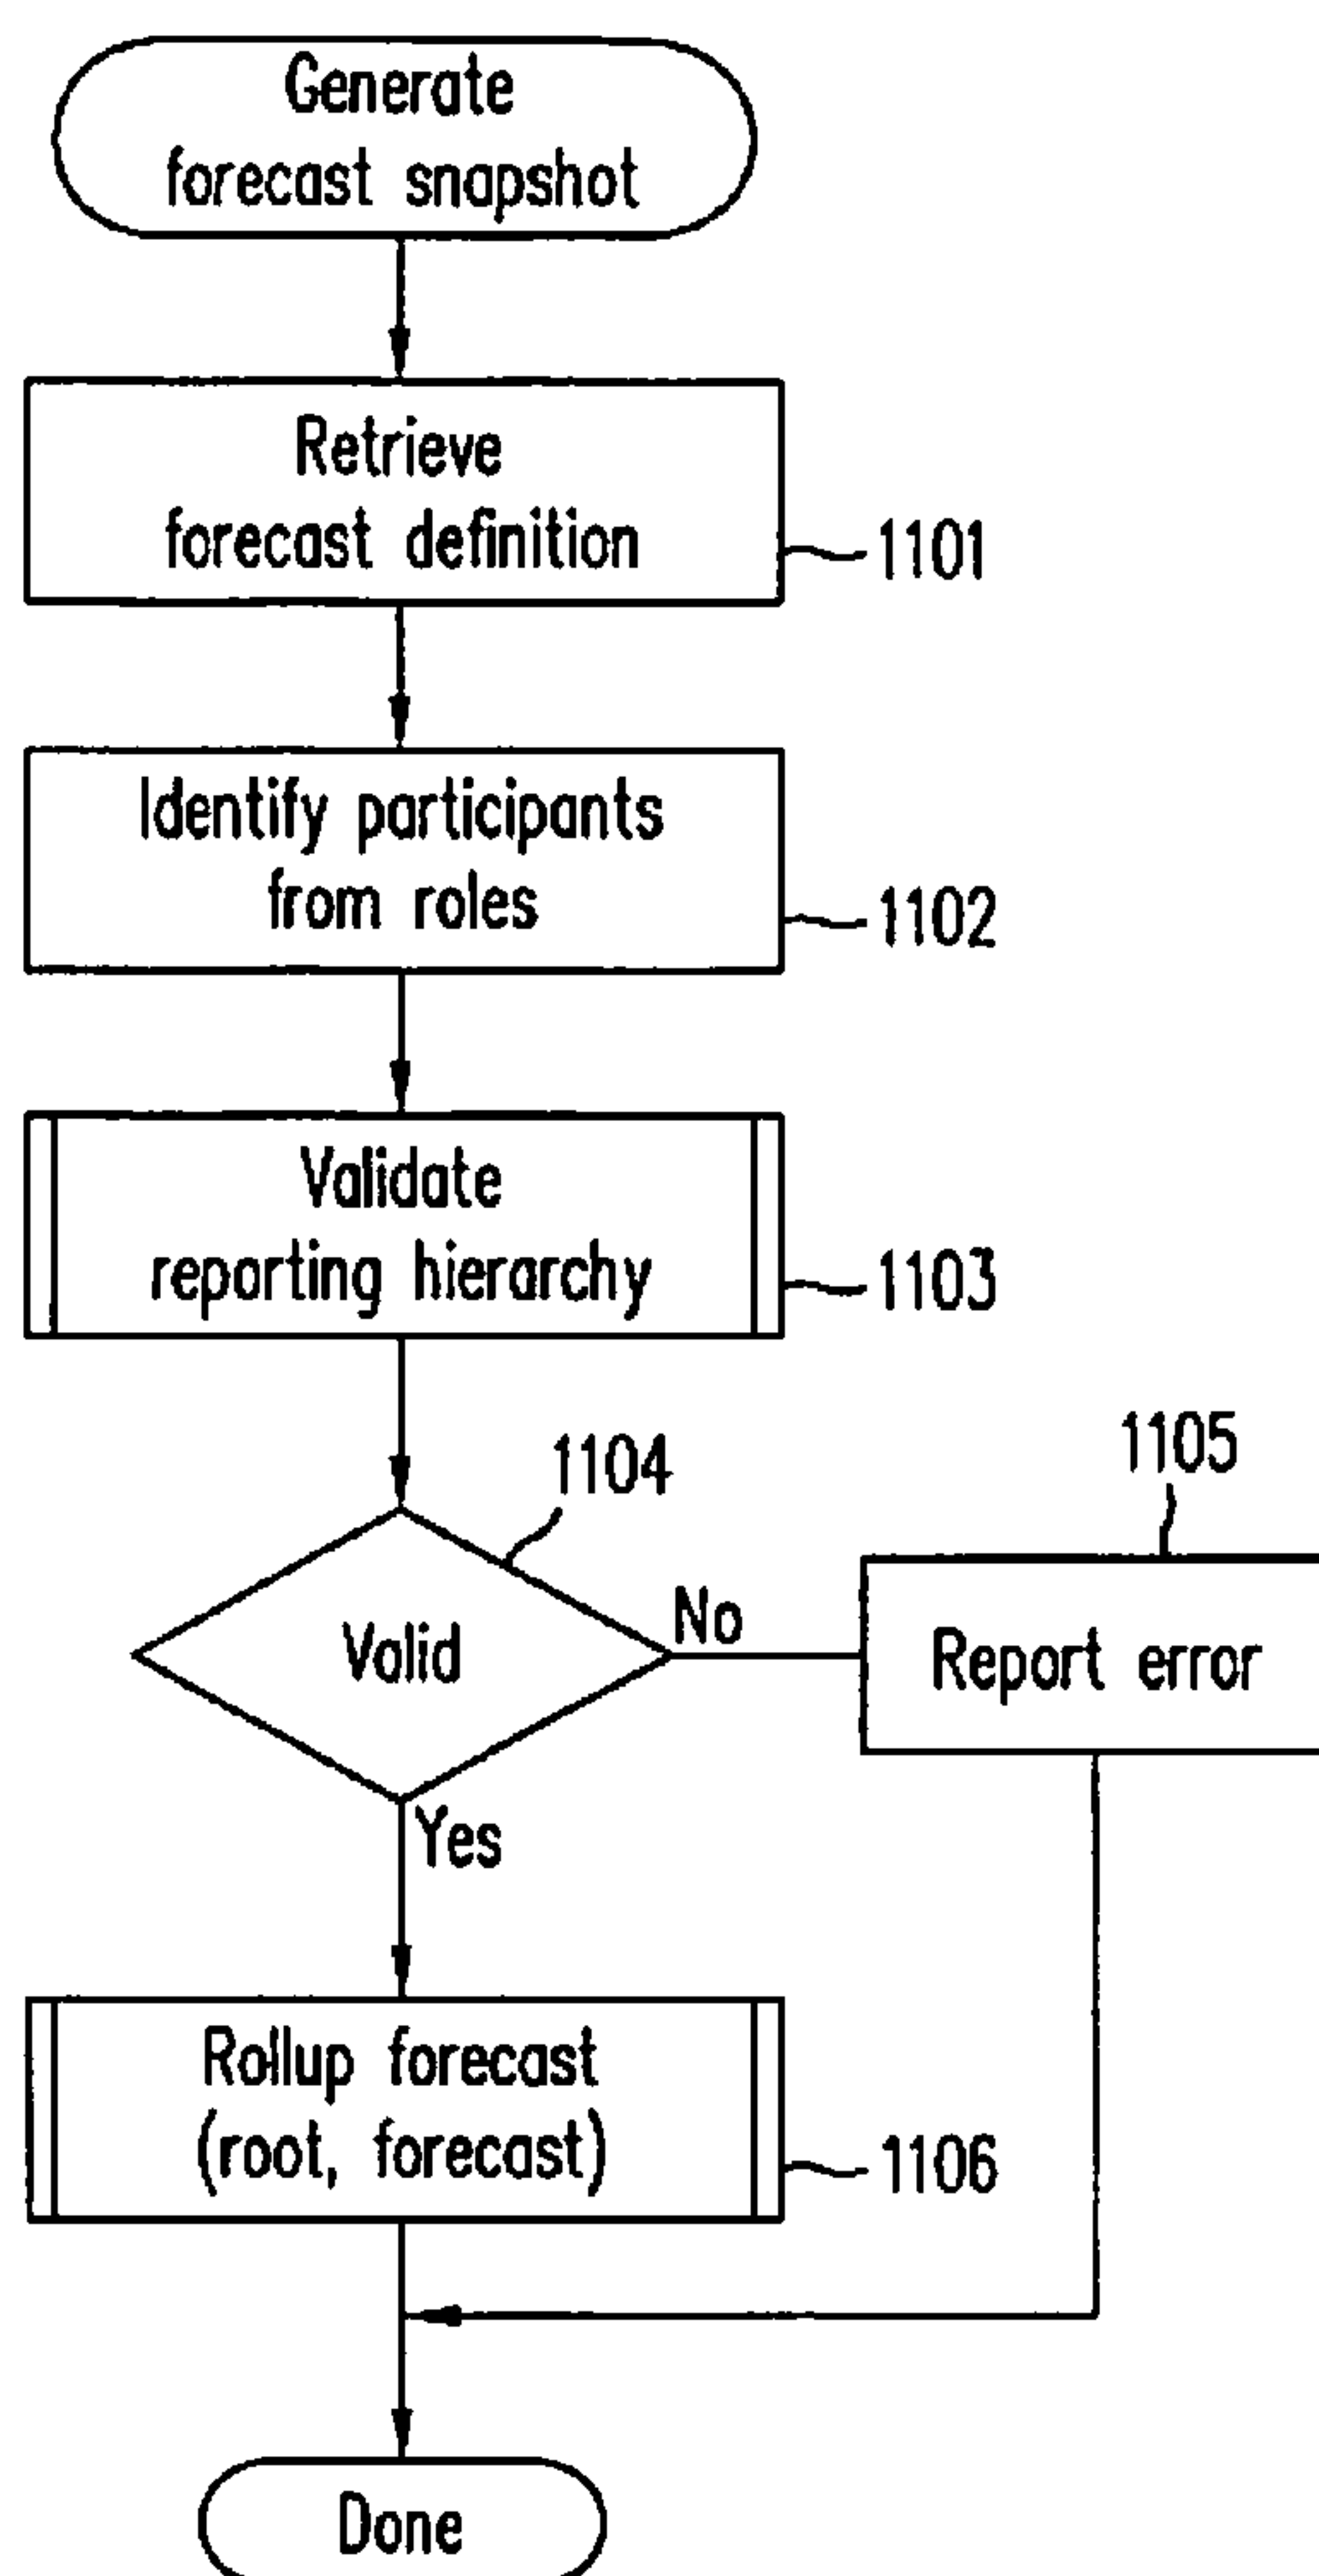 Generate
forecast snapshot
Retrieve
forecast definition
1101
Identify participants
from roles
1102
Validate
reporting hierarchy
1103
1104
1105
Valid
No
Report error
Yes
Rollup forecast
(root, forecast)
1106
Done